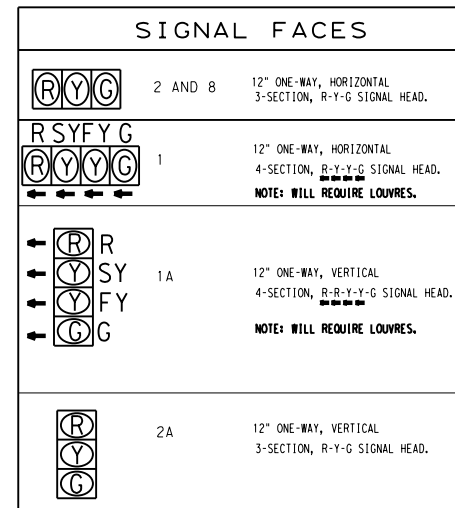 SIGNAL FACES
R Y G
2 AND 8
12" ONE-WAY, HORIZONTAL
3-SECTION, R-Y-G SIGNAL HEAD.
R SY FY G
R Y Y G
1
12" ONE-WAY, HORIZONTAL
4-SECTION, R-Y-Y-G SIGNAL HEAD.
NOTE: WILL REQUIRE LOUVRES.
R R
Y SY
Y FY
G G
1A
12" ONE-WAY, VERTICAL
4-SECTION, R-R-Y-Y-G SIGNAL HEAD.
NOTE: WILL REQUIRE LOUVRES.
R
Y
G
2A
12" ONE-WAY, VERTICAL
3-SECTION, R-Y-G SIGNAL HEAD.